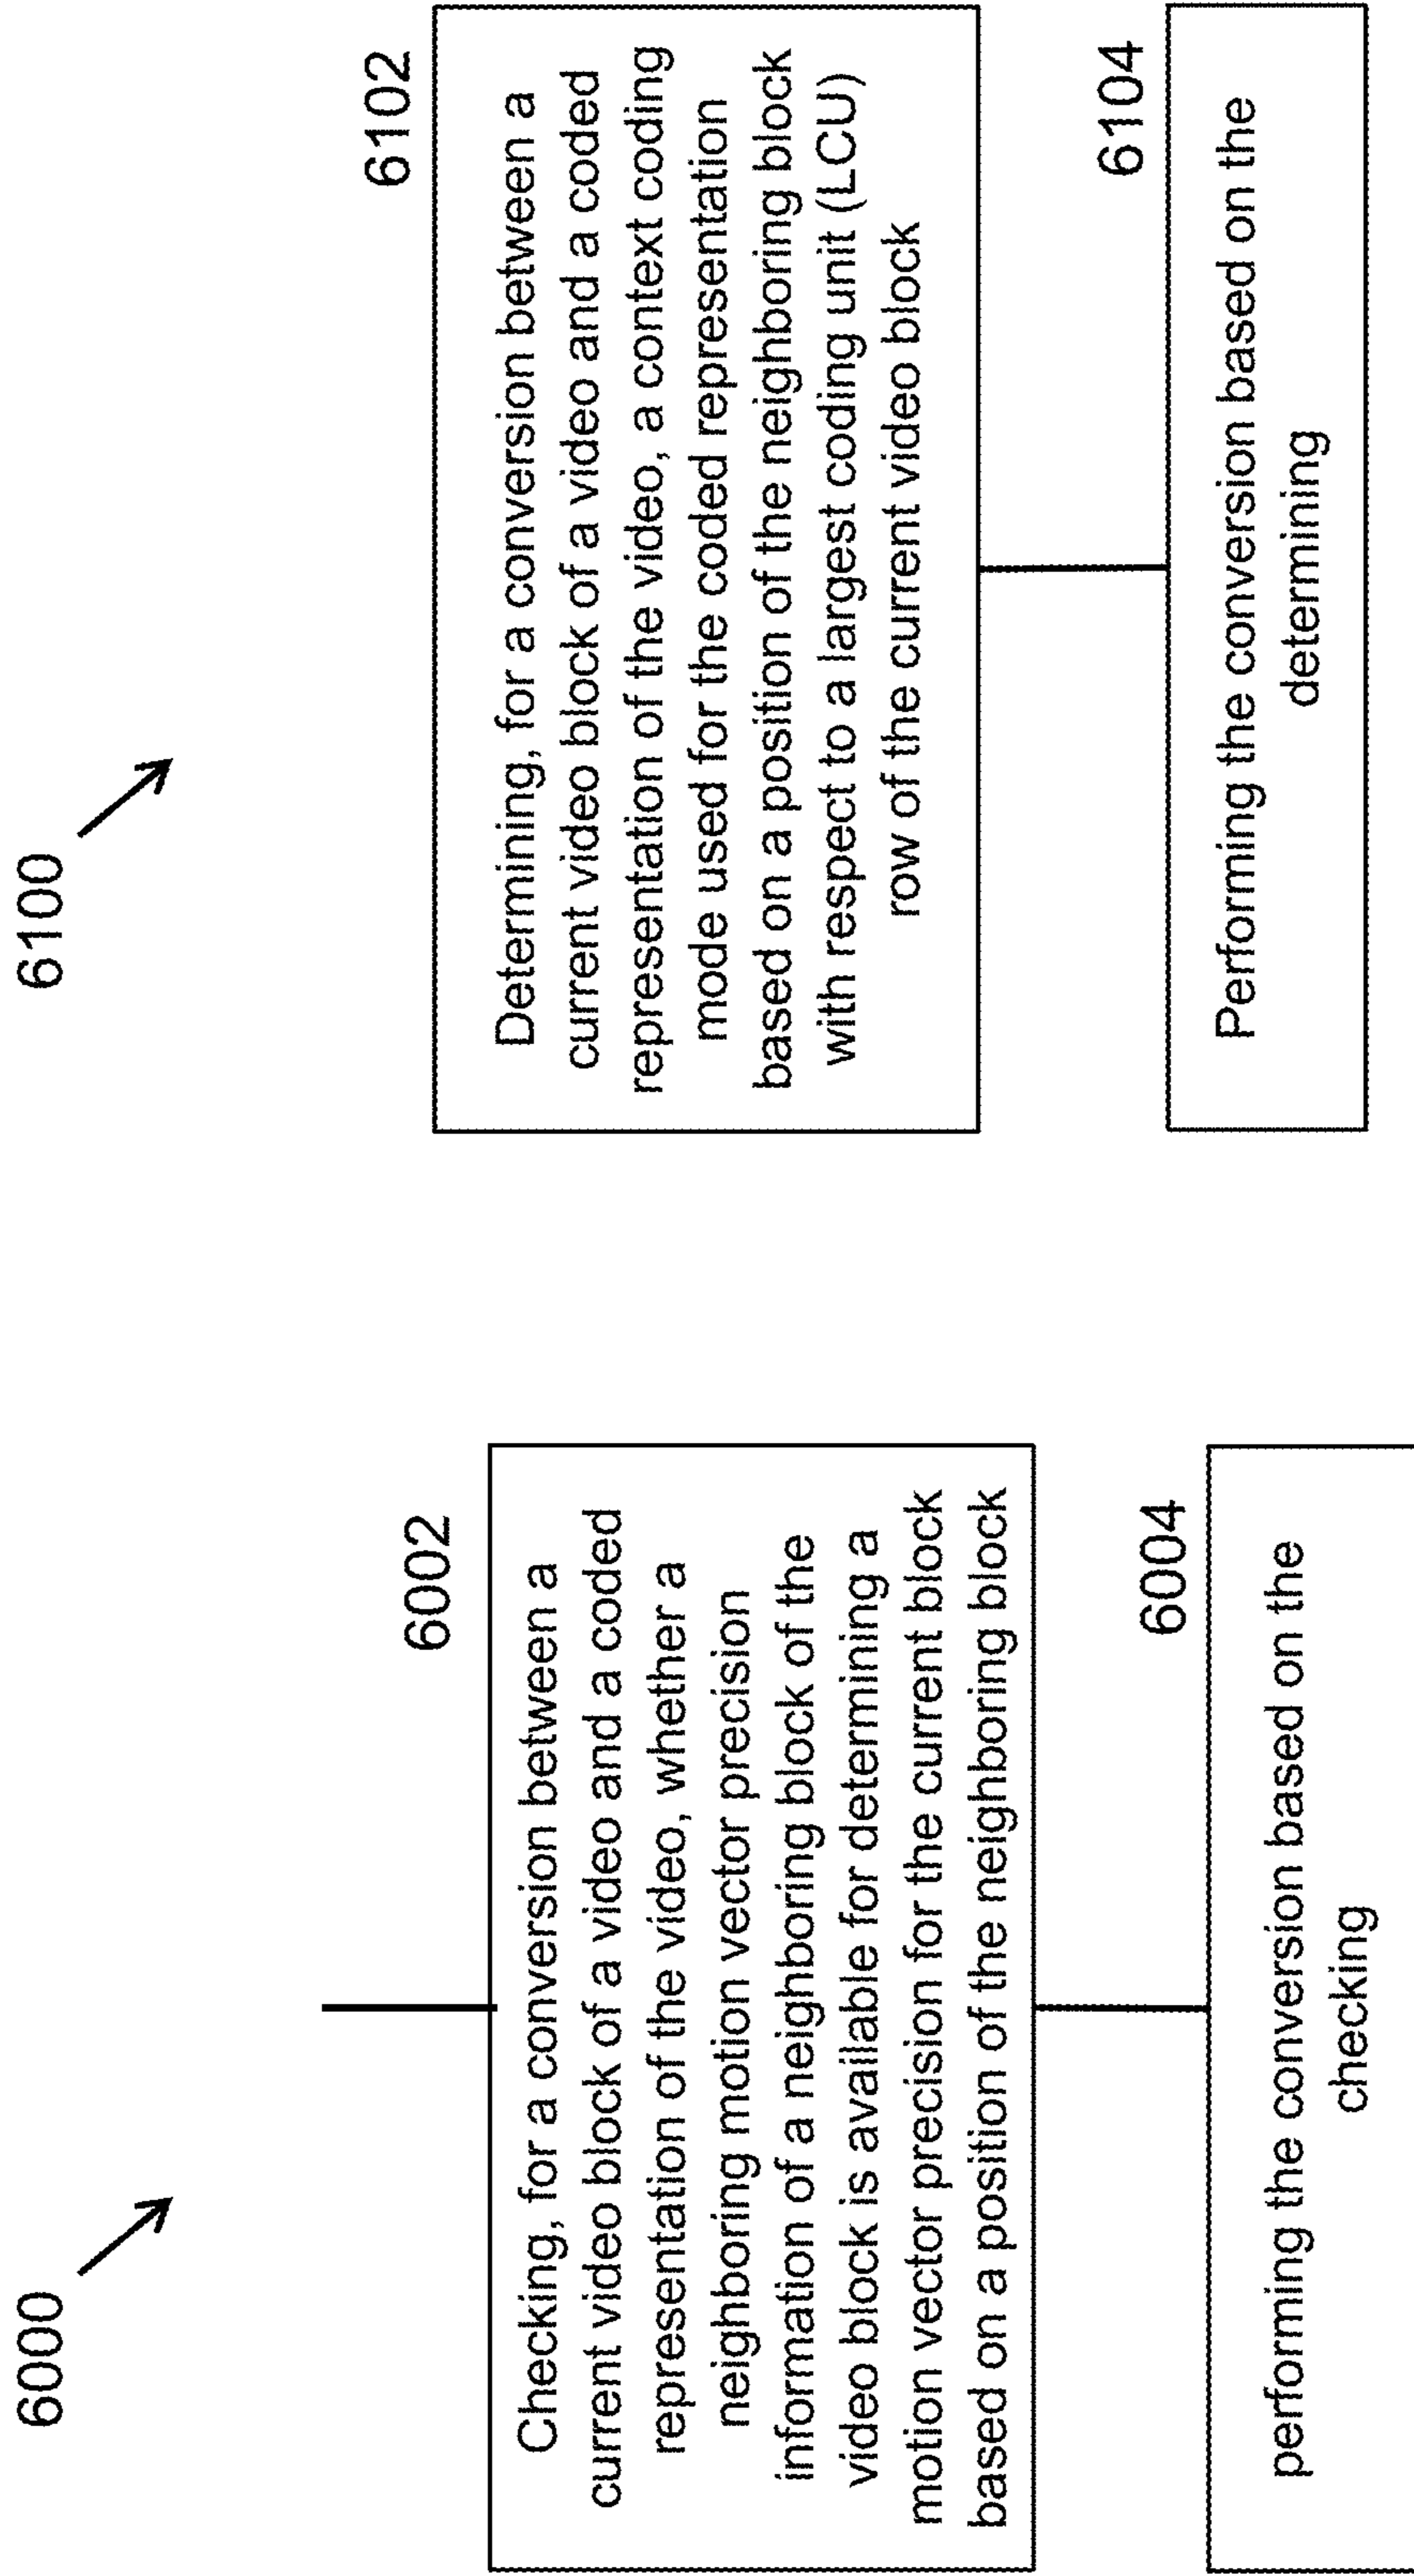 6000
6002
Checking, for a conversion between a
current video block of a video and a coded
representation of the video, whether a
neighboring motion vector precision
information of a neighboring block of the
video block is available for determining a
motion vector precision for the current block
based on a position of the neighboring block
6004
performing the conversion based on the
checking
6100
6102
Determining, for a conversion between a
current video block of a video and a coded
representation of the video, a context coding
mode used for the coded representation
based on a position of the neighboring block
with respect to a largest coding unit (LCU)
row of the current video block
6104
Performing the conversion based on the
determining